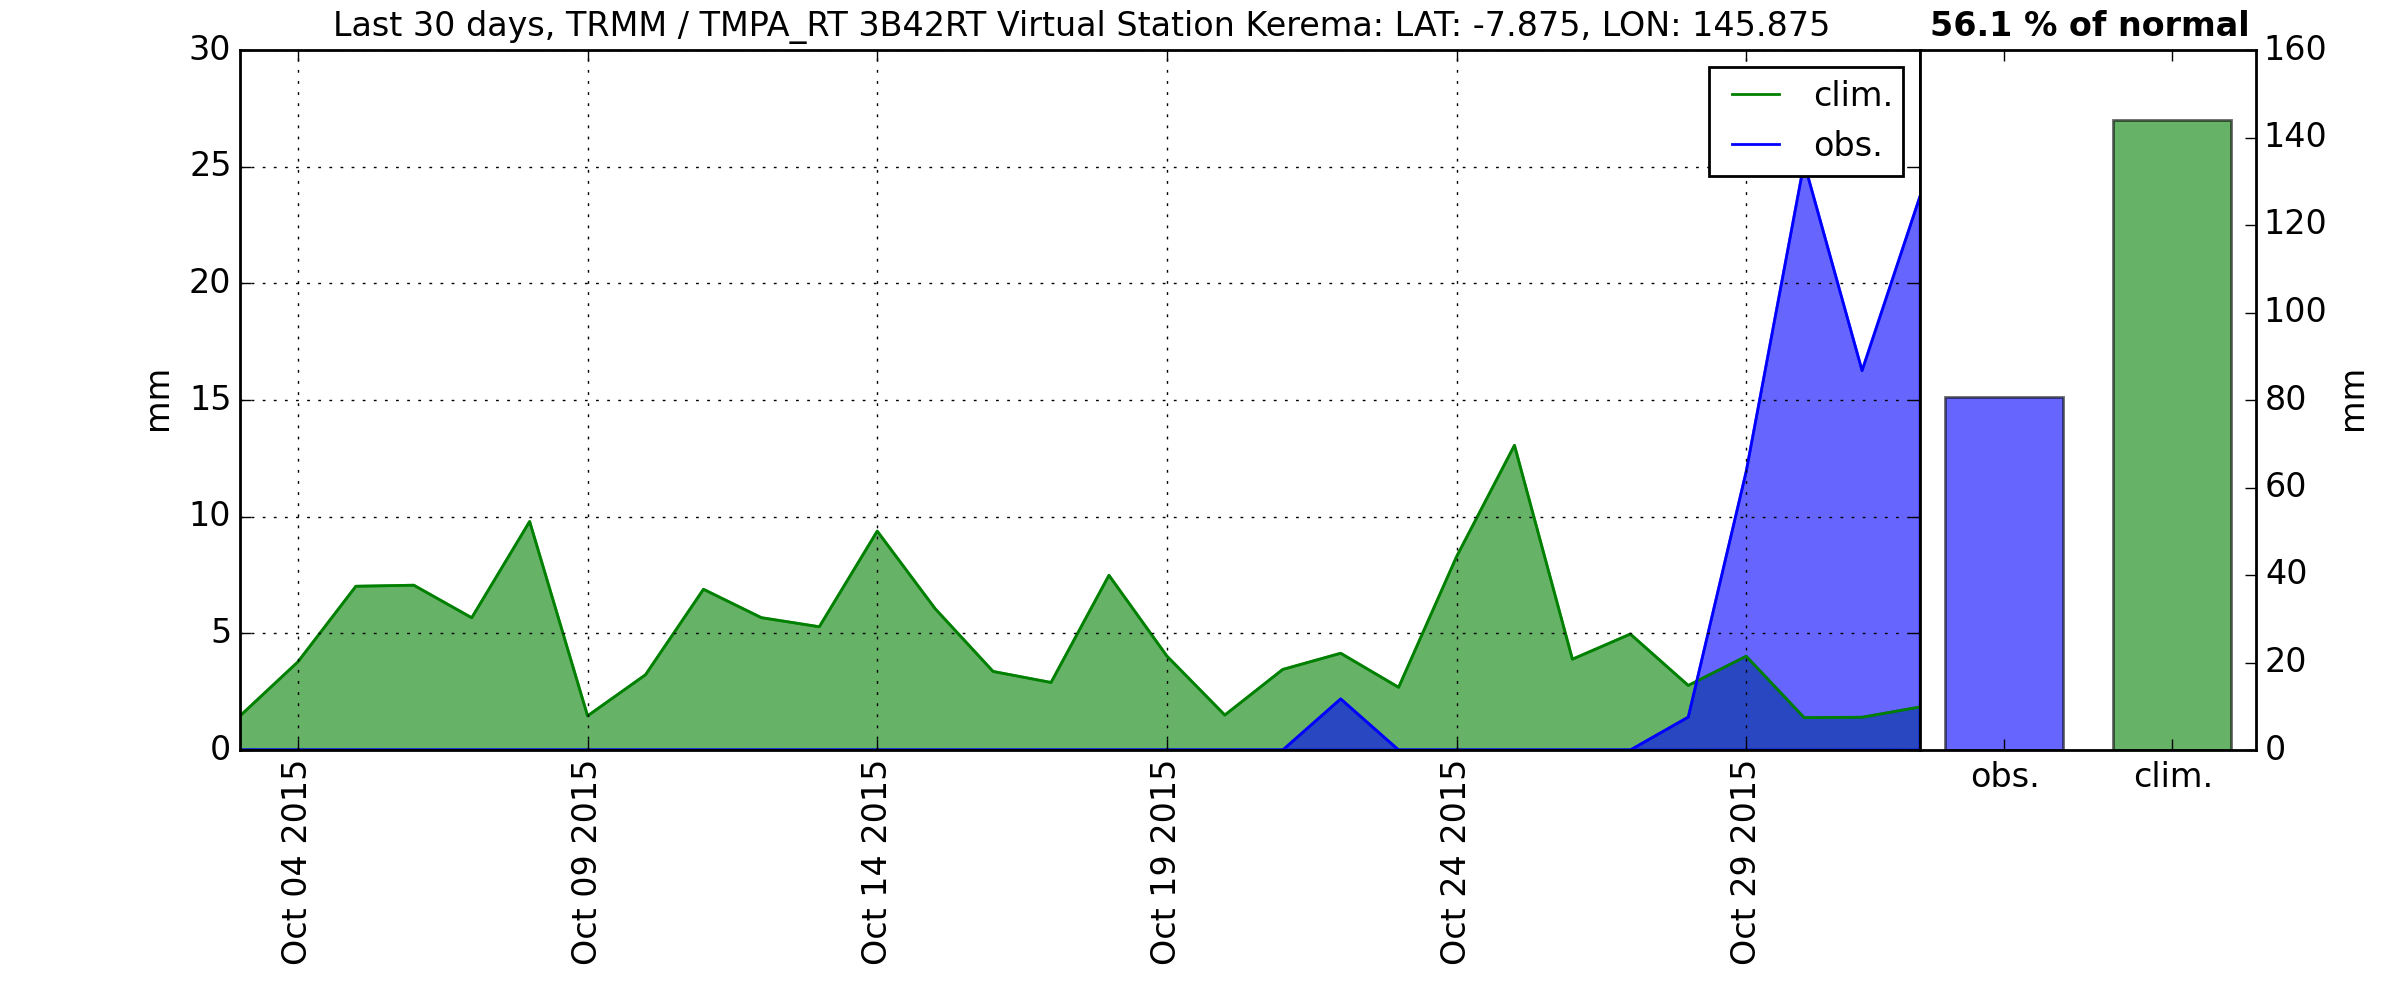 Last 30 days, TRMM / TMPA_RT 3B42RT Virtual Station Kerema: LAT: -7.875, LON: 145.875
56.1 % of normal
30
25
20
15
10
5
0
mm
clim.
obs.
160
140
120
100
80
60
40
20
0
mm
Oct 04 2015
Oct 09 2015
Oct 14 2015
Oct 19 2015
Oct 24 2015
Oct 29 2015
obs.
clim.